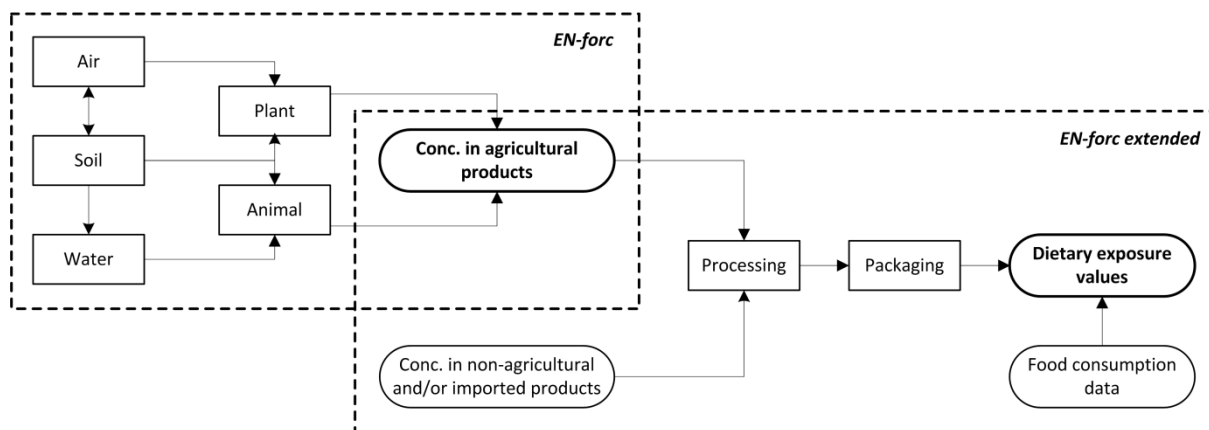 EN-forc
Air
Plant
Soil
Animal
Water
Conc. in agricultural
products
EN-forc extended
Processing
Packaging
Dietary exposure
values
Conc. in non-agricultural
and/or imported products
Food consumption
data